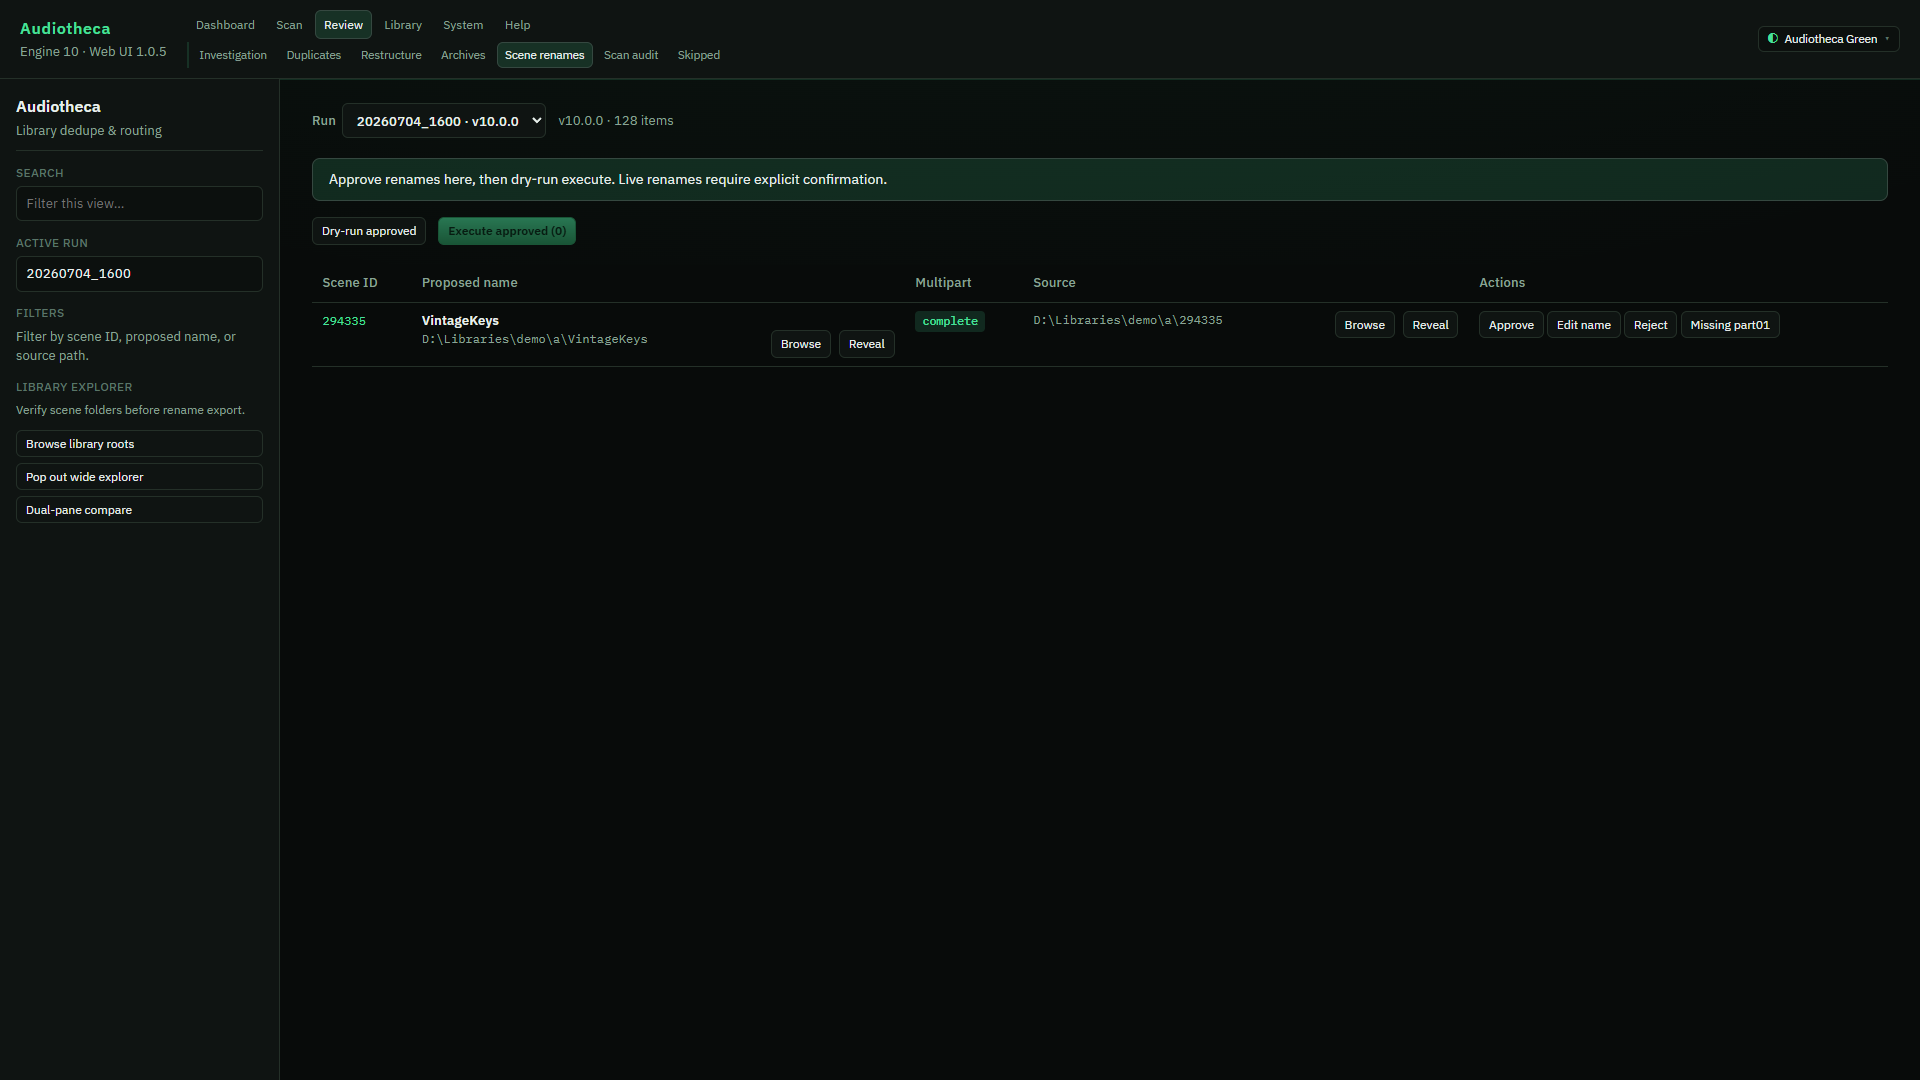 Audiotheca
Engine 10 · Web UI 1.0.5
Dashboard Scan Review Library System Help
Investigation Duplicates Restructure Archives Scene renames Scan audit Skipped
Audiotheca Green
Audiotheca
Library dedupe & routing
SEARCH
Filter this view...
ACTIVE RUN
20260704_1600
FILTERS
Filter by scene ID, proposed name, or
source path.
LIBRARY EXPLORER
Verify scene folders before rename export.
Browse library roots
Pop out wide explorer
Dual-pane compare
Run 20260704_1600 · v10.0.0 v10.0.0 · 128 items
Approve renames here, then dry-run execute. Live renames require explicit confirmation.
Dry-run approved Execute approved (0)
Scene ID Proposed name Multipart Source Actions
294335 VintageKeys complete D:\Libraries\demo\a\294335 Browse Reveal Approve Edit name Reject Missing part01
D:\Libraries\demo\a\VintageKeys Browse Reveal